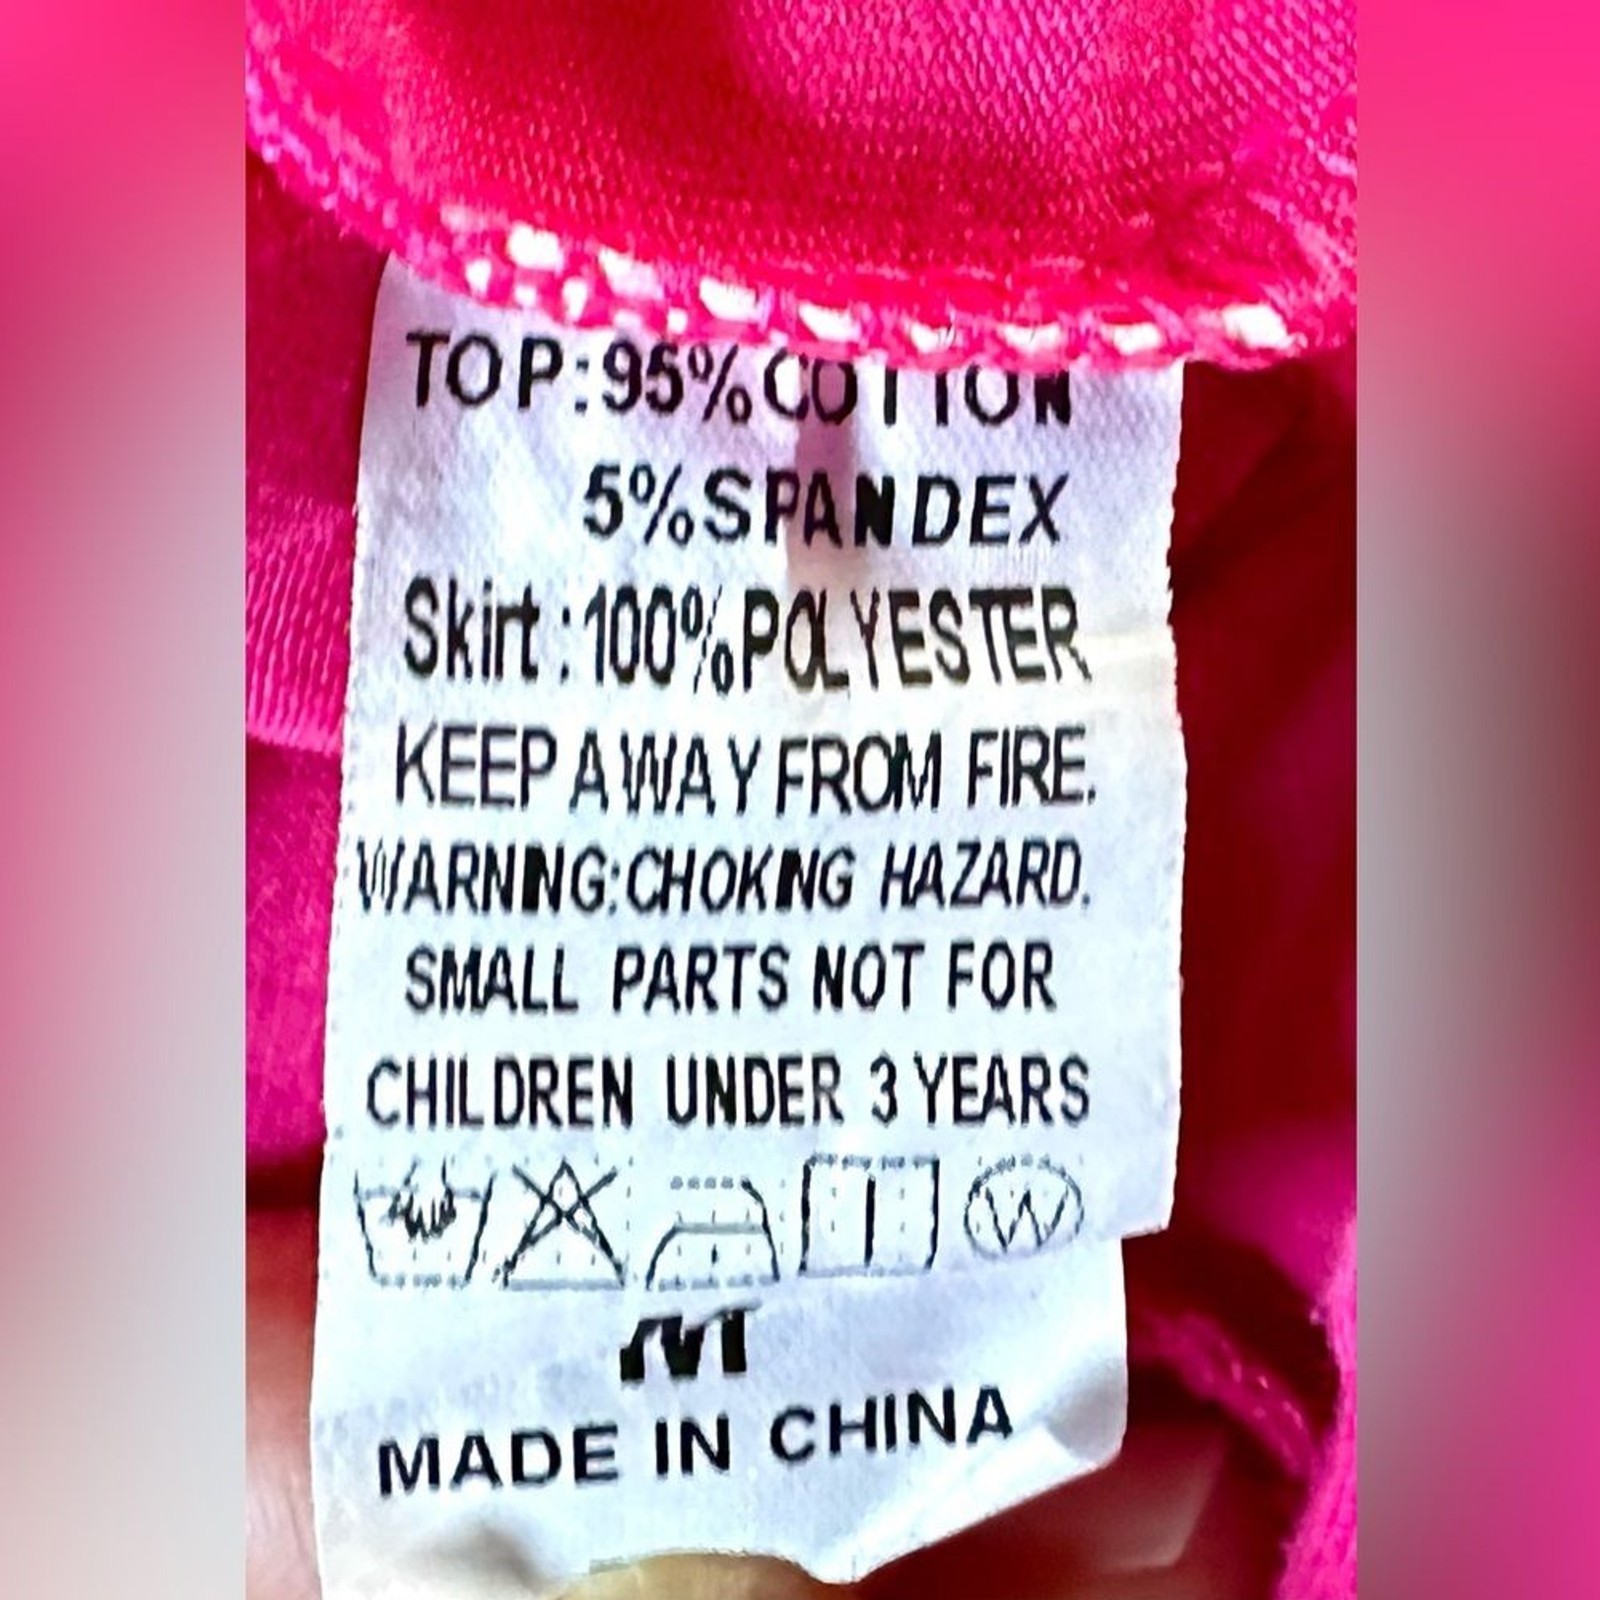 TOP:95%COTTON
5%SPANDEX
Skirt:100%POLYESTER
KEEP AWAY FROM FIRE.
WARNING:CHOKING HAZARD.
SMALL PARTS NOT FOR
CHILDREN UNDER 3 YEARS
W
M
MADE IN CHINA